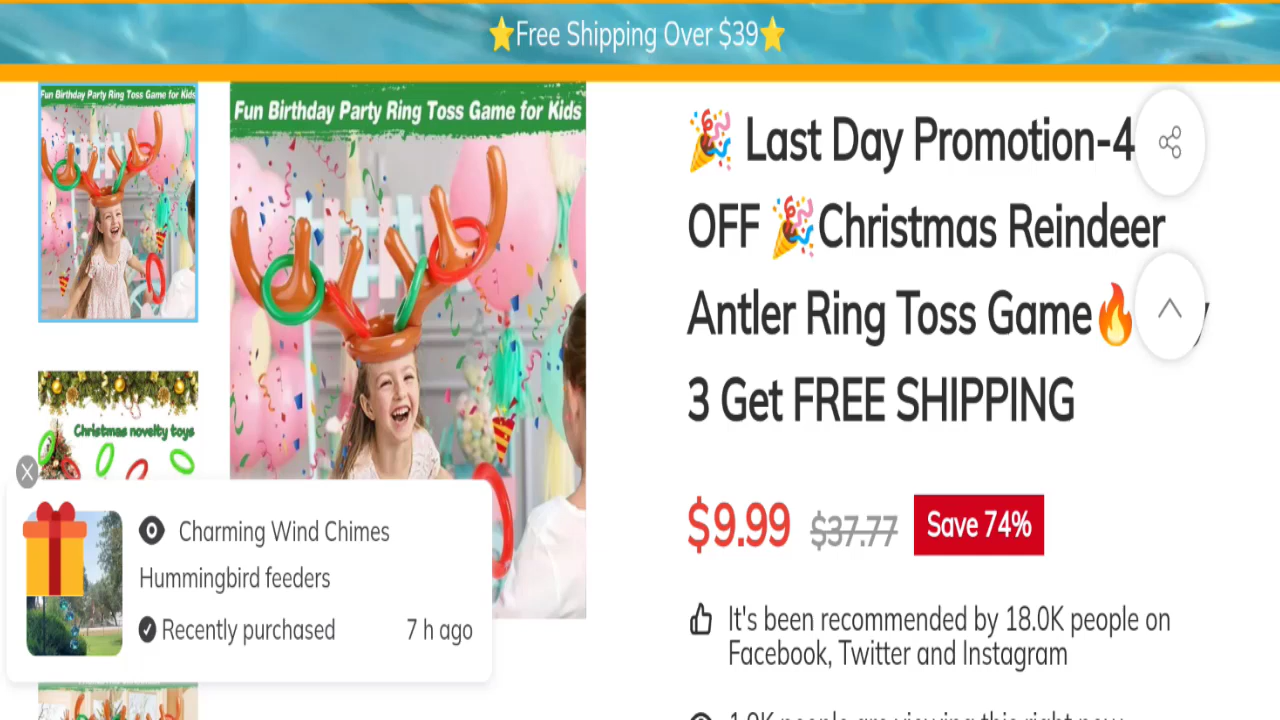 ⭐Free Shipping Over $39⭐
Fun Birthday Party Ring Toss Game for Kids
Fun Birthday Party Ring Toss Game for Kids
🎉 Last Day Promotion-4
OFF 🎉Christmas Reindeer
Antler Ring Toss Game🔥
3 Get FREE SHIPPING
$9.99 $37.77 Save 74%
It's been recommended by 18.0K people on
Facebook, Twitter and Instagram
Christmas novelty toys
X
Charming Wind Chimes
Hummingbird feeders
Recently purchased 7 h ago